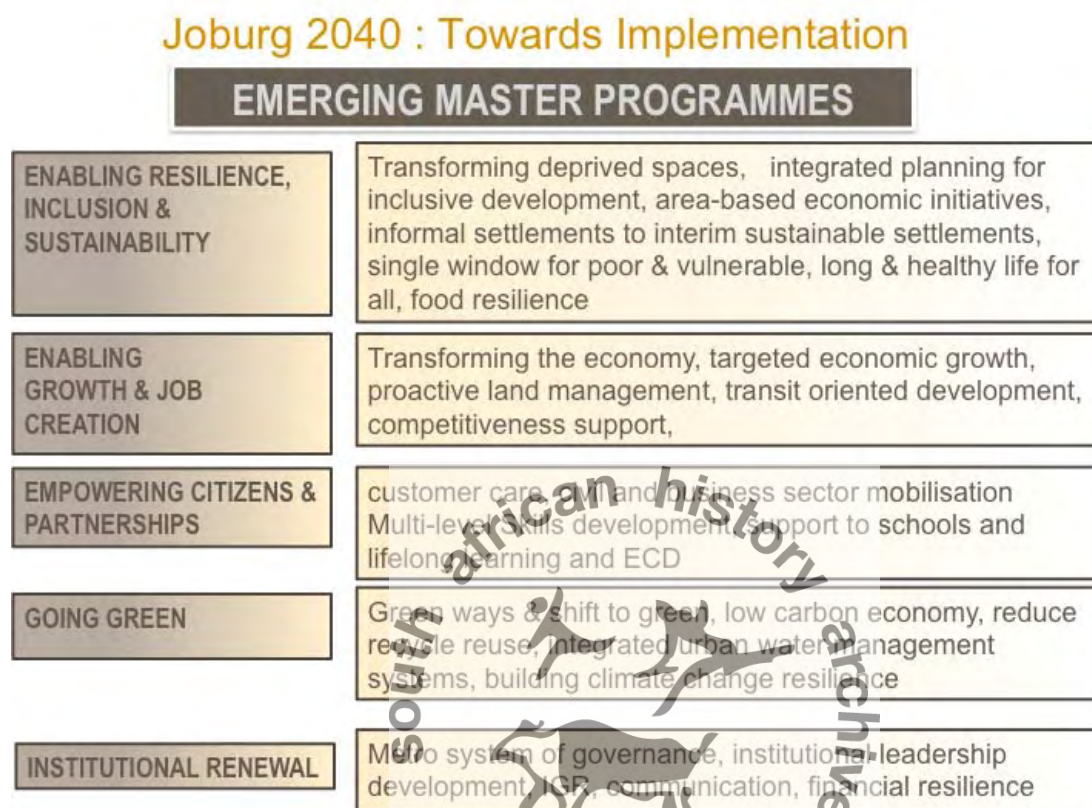 Joburg 2040 : Towards Implementation
EMERGING MASTER PROGRAMMES
ENABLING RESILIENCE,
INCLUSION &
SUSTAINABILITY
Transforming deprived spaces, integrated planning for
inclusive development, area-based economic initiatives,
informal settlements to interim sustainable settlements,
single window for poor & vulnerable, long & healthy life for
all, food resilience
ENABLING
GROWTH & JOB
CREATION
Transforming the economy, targeted economic growth,
proactive land management, transit oriented development,
competitiveness support,
EMPOWERING CITIZENS &
PARTNERSHIPS
customer care, civil and business sector mobilisation
Multi-level Skills development, support to schools and
lifelong learning and ECD
GOING GREEN
Green ways & shift to green, low carbon economy, reduce
recycle reuse, integrated urban water management
systems, building climate change resilience
INSTITUTIONAL RENEWAL
Metro system of governance, institutional leadership
development, IGR, communication, financial resilience
south african history archive